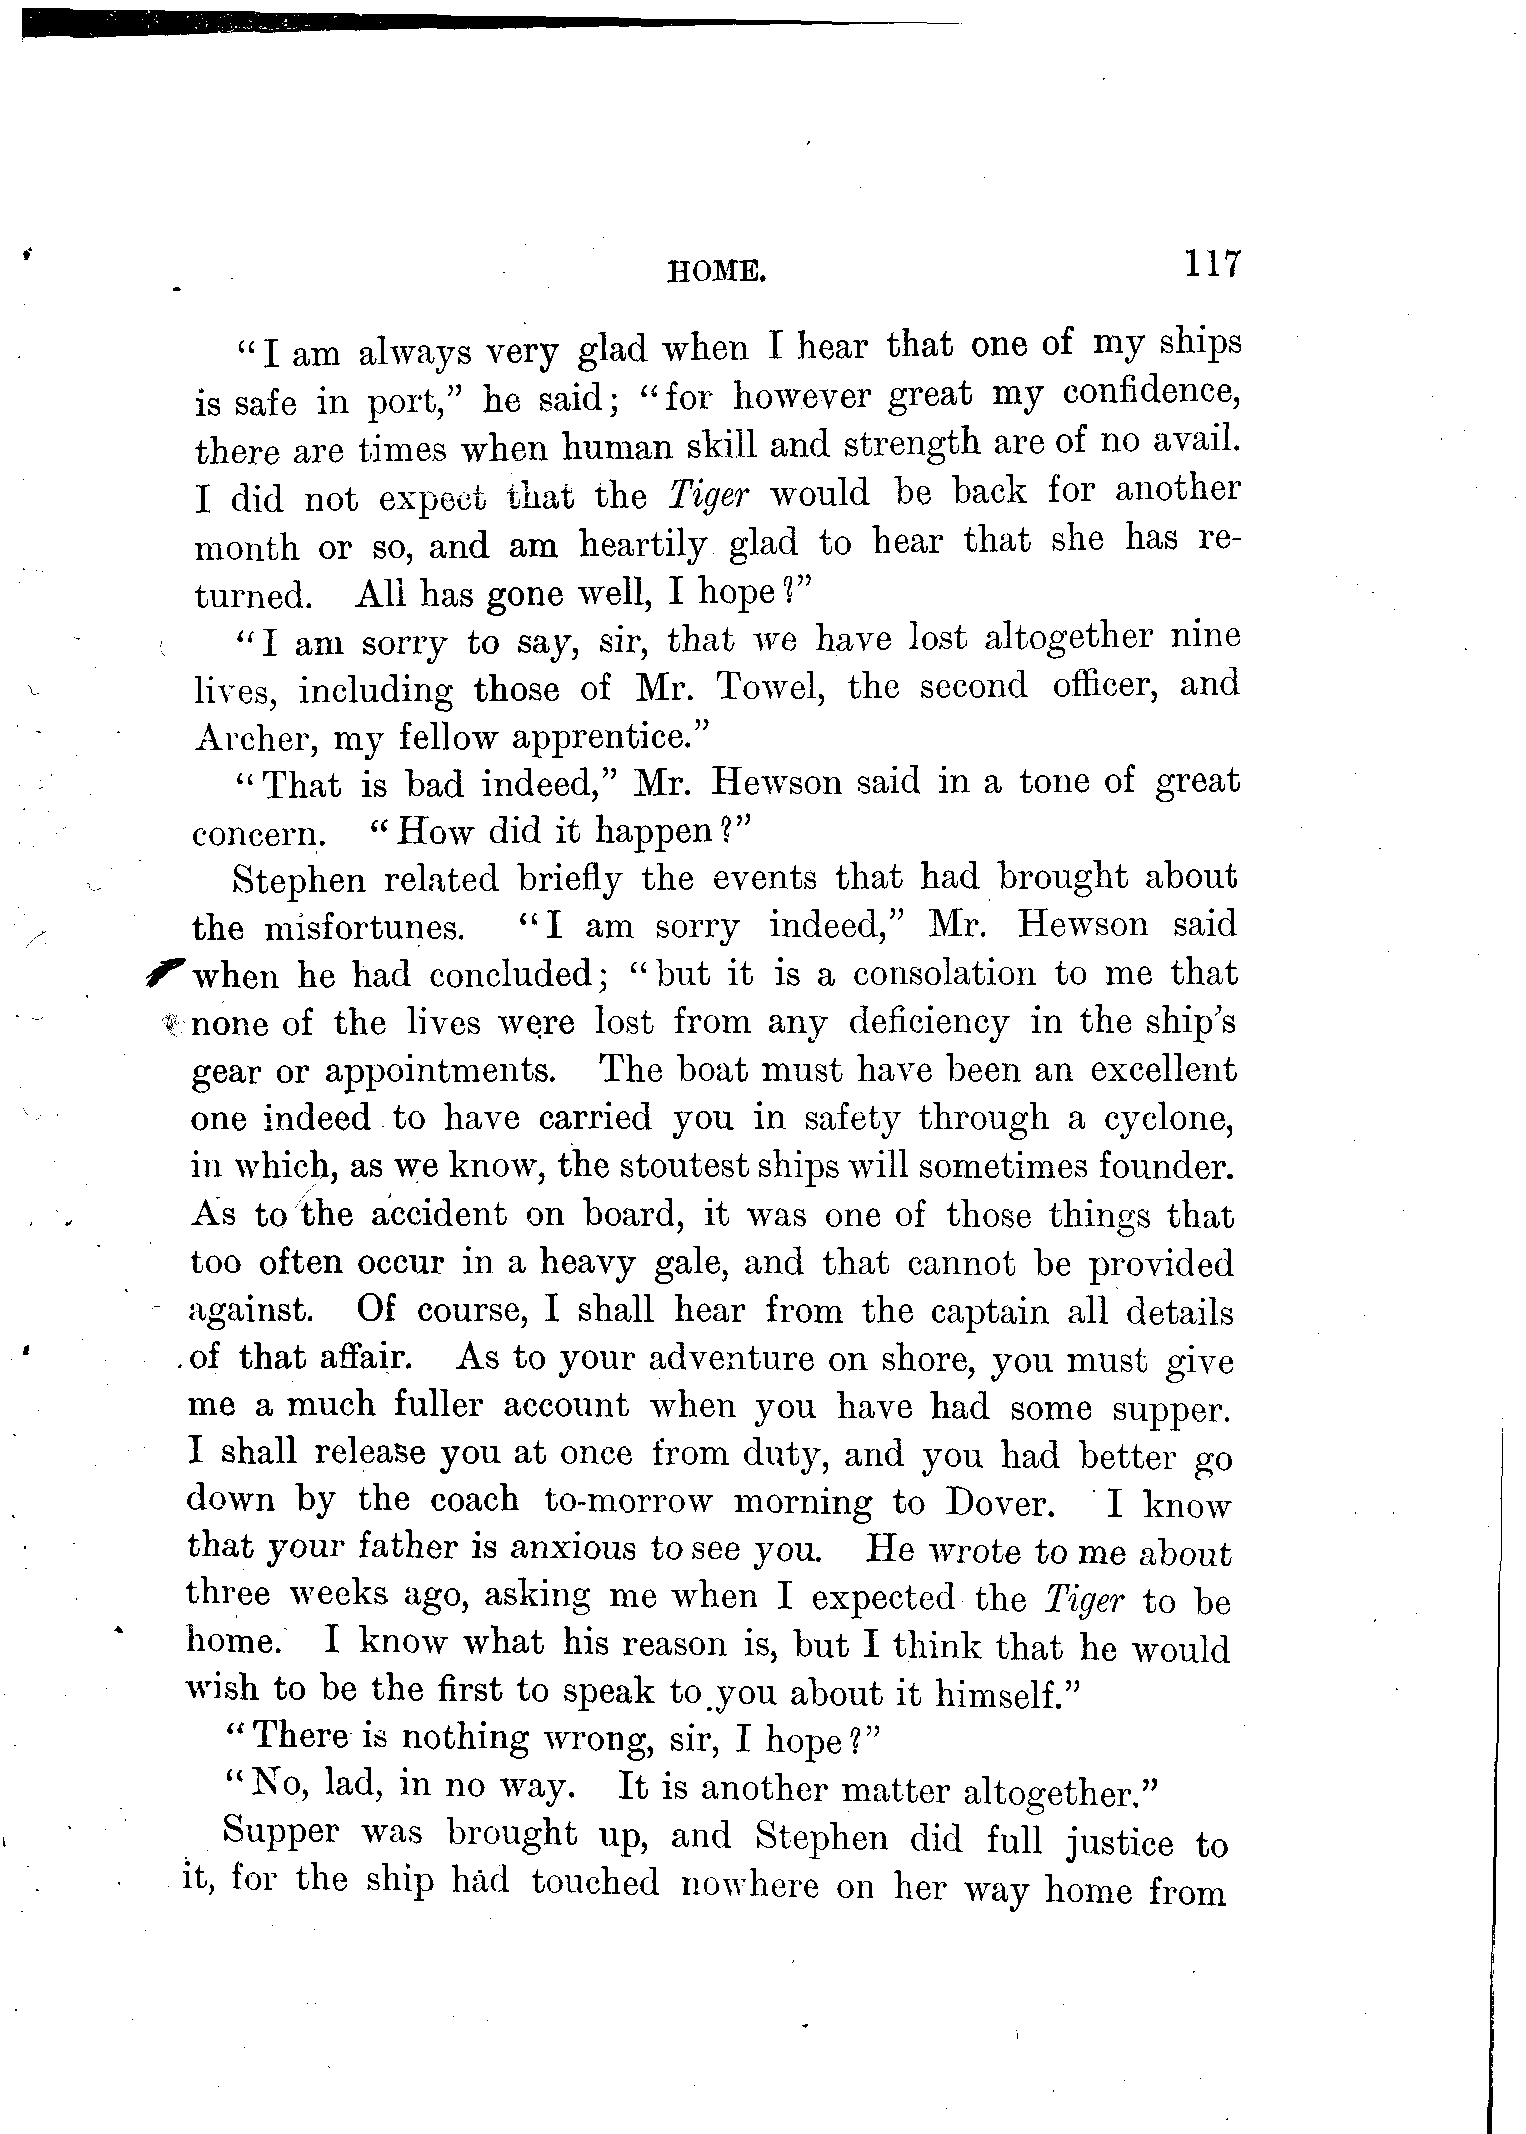 HOME. 117
"I am always very glad when I hear that one of my ships
is safe in port," he said; "for however great my confidence,
there are times when human skill and strength are of no avail.
I did not expect that the Tiger would be back for another
month or so, and am heartily glad to hear that she has re-
turned. All has gone well, I hope?"
"I am sorry to say, sir, that we have lost altogether nine
lives, including those of Mr. Towel, the second officer, and
Archer, my fellow apprentice."
"That is bad indeed," Mr. Hewson said in a tone of great
concern. "How did it happen?"
Stephen related briefly the events that had brought about
the misfortunes. "I am sorry indeed," Mr. Hewson said
when he had concluded; "but it is a consolation to me that
none of the lives were lost from any deficiency in the ship's
gear or appointments. The boat must have been an excellent
one indeed to have carried you in safety through a cyclone,
in which, as we know, the stoutest ships will sometimes founder.
As to the accident on board, it was one of those things that
too often occur in a heavy gale, and that cannot be provided
against. Of course, I shall hear from the captain all details
of that affair. As to your adventure on shore, you must give
me a much fuller account when you have had some supper.
I shall release you at once from duty, and you had better go
down by the coach to-morrow morning to Dover. I know
that your father is anxious to see you. He wrote to me about
three weeks ago, asking me when I expected the Tiger to be
home. I know what his reason is, but I think that he would
wish to be the first to speak to you about it himself."
"There is nothing wrong, sir, I hope?"
"No, lad, in no way. It is another matter altogether."
Supper was brought up, and Stephen did full justice to
it, for the ship had touched nowhere on her way home from